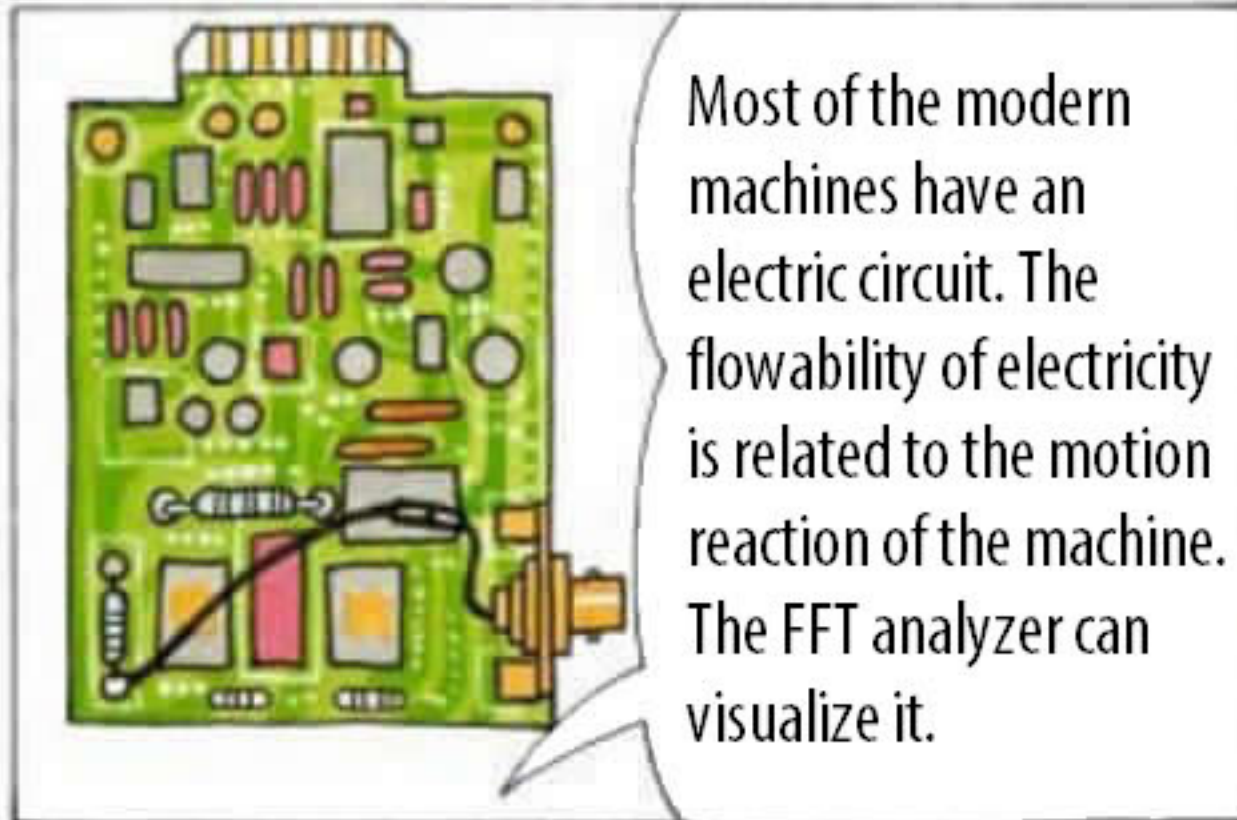 Most of the modern
machines have an
electric circuit. The
flowability of electricity
is related to the motion
reaction of the machine.
The FFT analyzer can
visualize it.